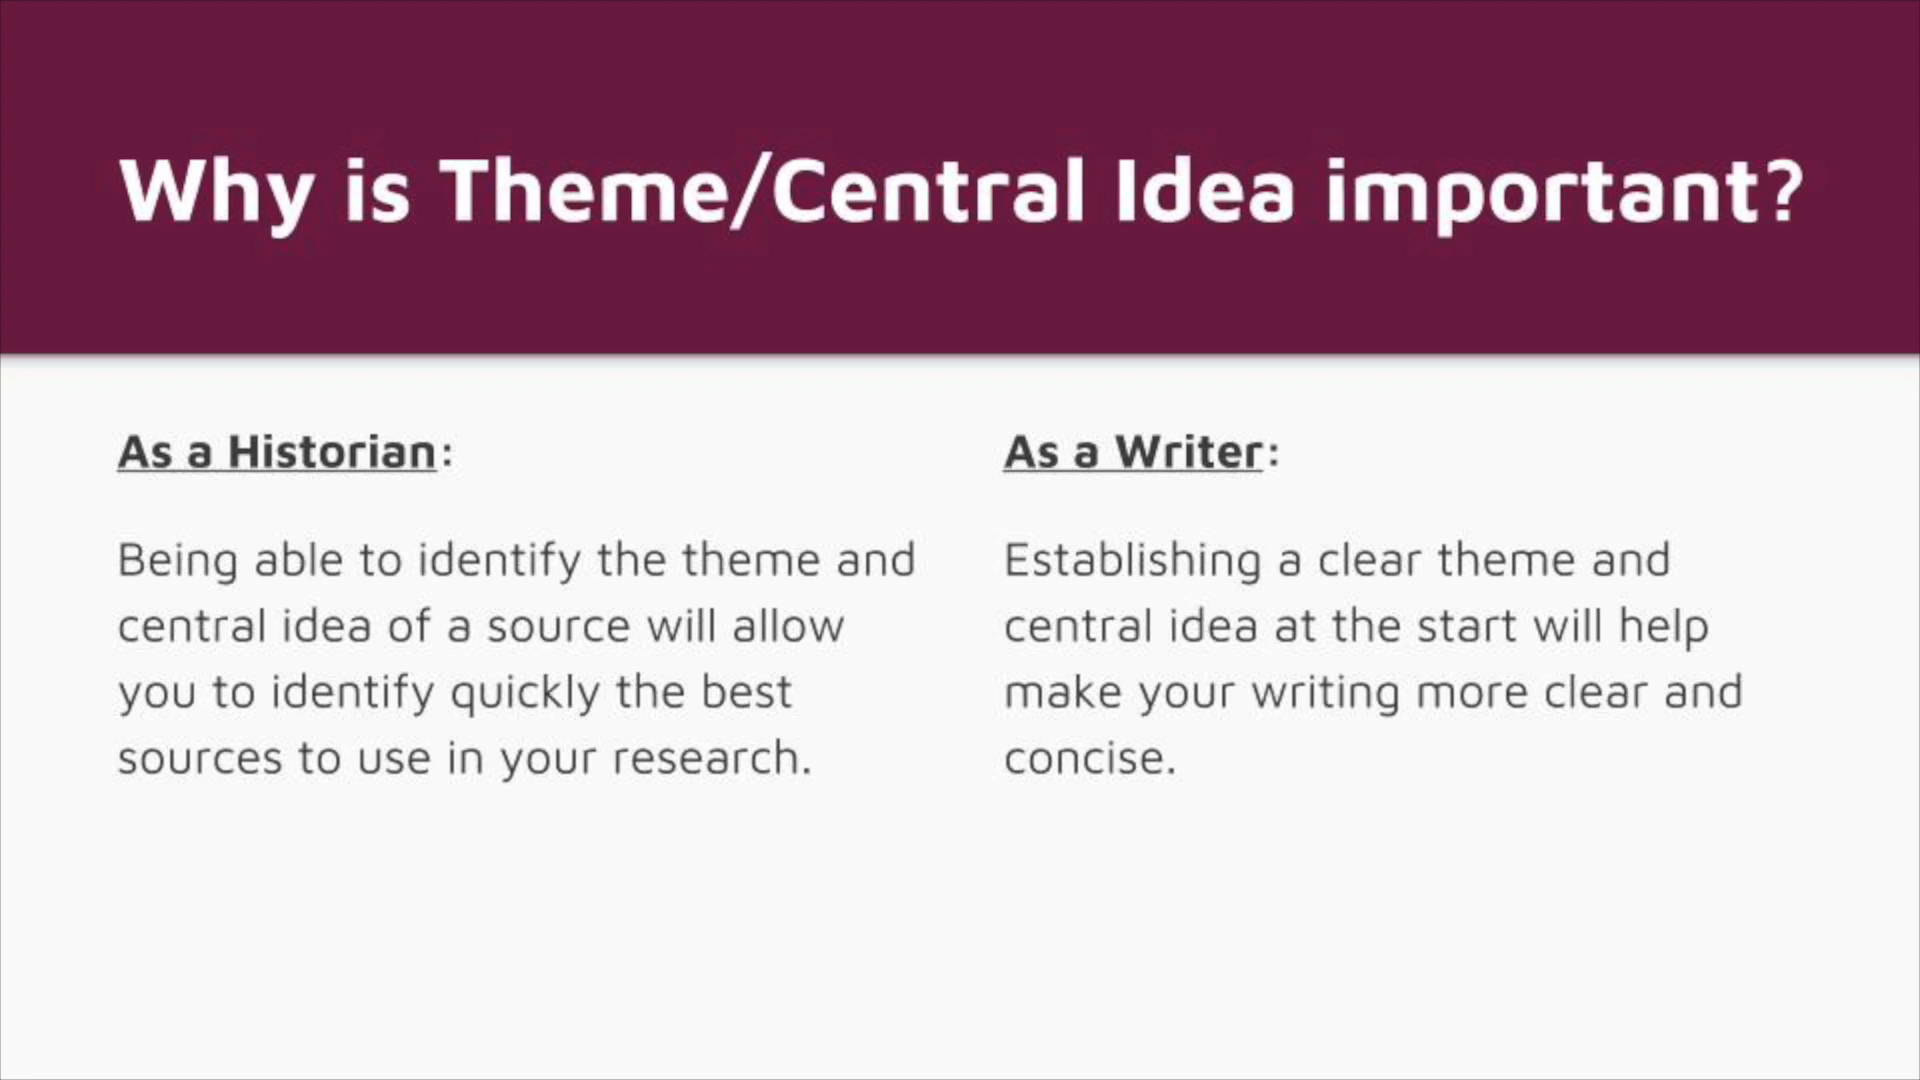 Why is Theme/Central Idea important?
As a Historian:
Being able to identify the theme and
central idea of a source will allow
you to identify quickly the best
sources to use in your research.
As a Writer:
Establishing a clear theme and
central idea at the start will help
make your writing more clear and
concise.